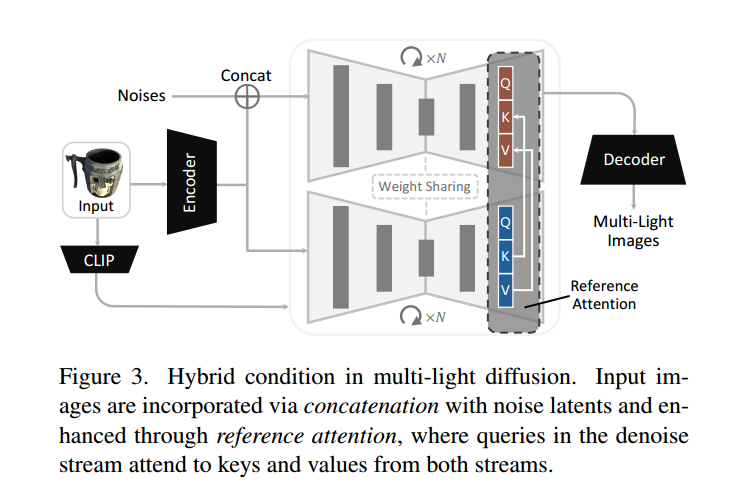 ×N
Concat
Noises
Q
K
V
Input
Encoder
Weight Sharing
Decoder
Multi-Light
Images
CLIP
Q
K
V
Reference
Attention
×N
Figure 3. Hybrid condition in multi-light diffusion. Input im-
ages are incorporated via concatenation with noise latents and en-
hanced through reference attention, where queries in the denoise
stream attend to keys and values from both streams.